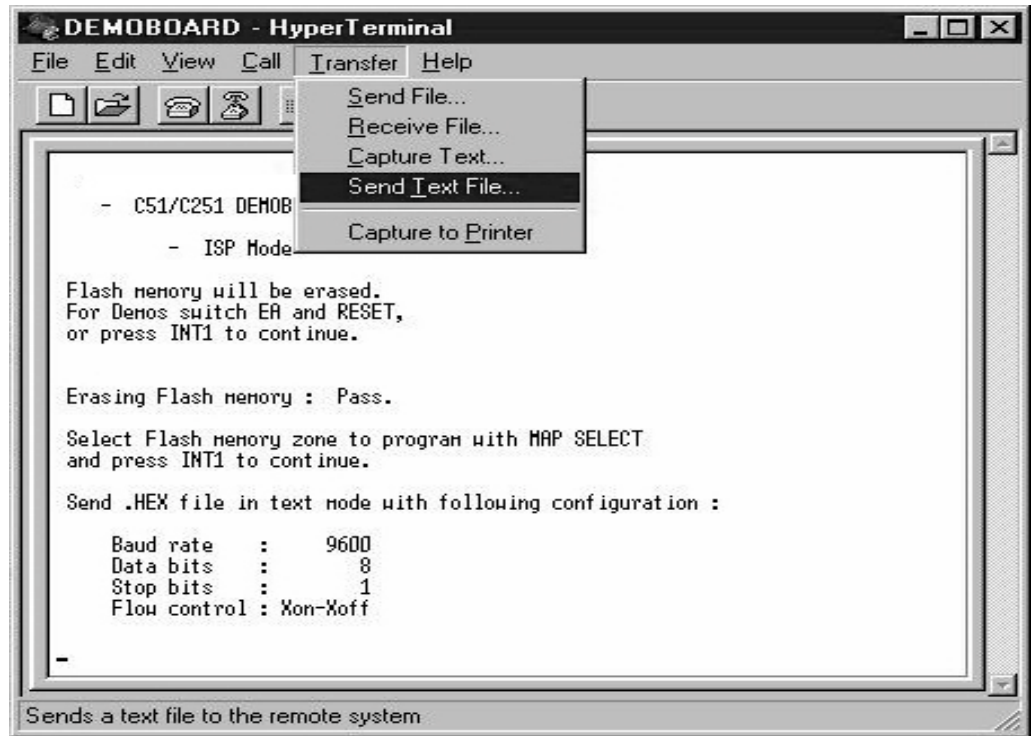 DEMOBOARD - HyperTerminal
File Edit View Call Transfer Help
Send File...
Receive File...
Capture Text...
Send Text File...
Capture to Printer
- C51/C251 DEMOB
- ISP Mode
Flash memory will be erased.
For Demos switch EA and RESET,
or press INT1 to continue.
Erasing Flash memory : Pass.
Select Flash memory zone to program with MAP SELECT
and press INT1 to continue.
Send .HEX file in text mode with following configuration :
Baud rate : 9600
Data bits : 8
Stop bits : 1
Flow control : Xon-Xoff
Sends a text file to the remote system